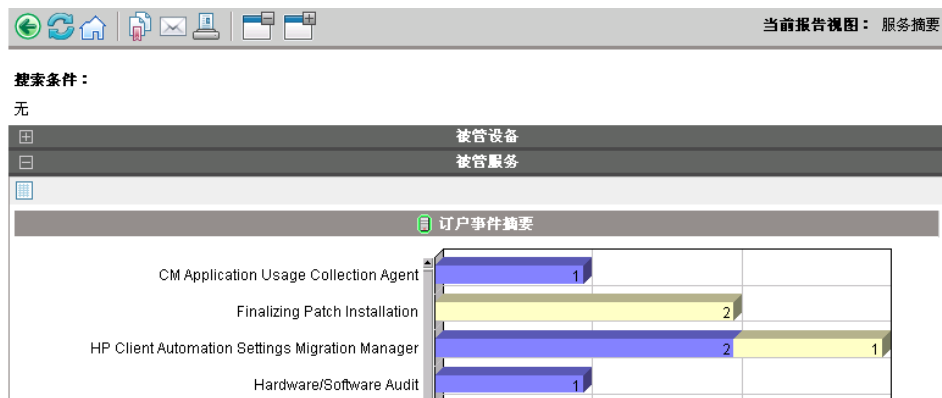 当前报告视图： 服务摘要
搜索条件：
无
被管设备
被管服务
订户事件摘要
CM Application Usage Collection Agent 1
Finalizing Patch Installation 2
HP Client Automation Settings Migration Manager 2 1
Hardware/Software Audit 1